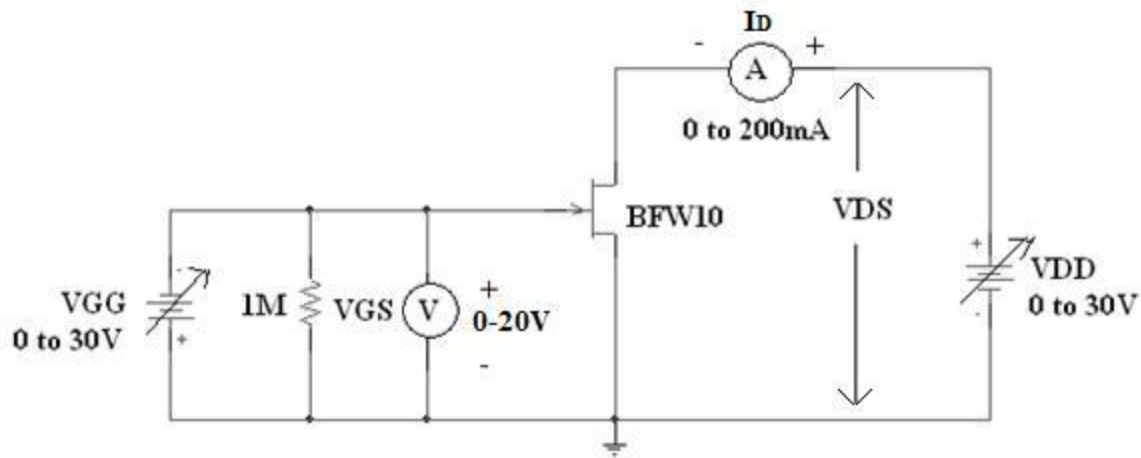 ID
- +
A
0 to 200mA
BFW10
VDS
VGG
0 to 30V
- +
1M
VGS
V
+
0-20V
-
+
-
VDD
0 to 30V